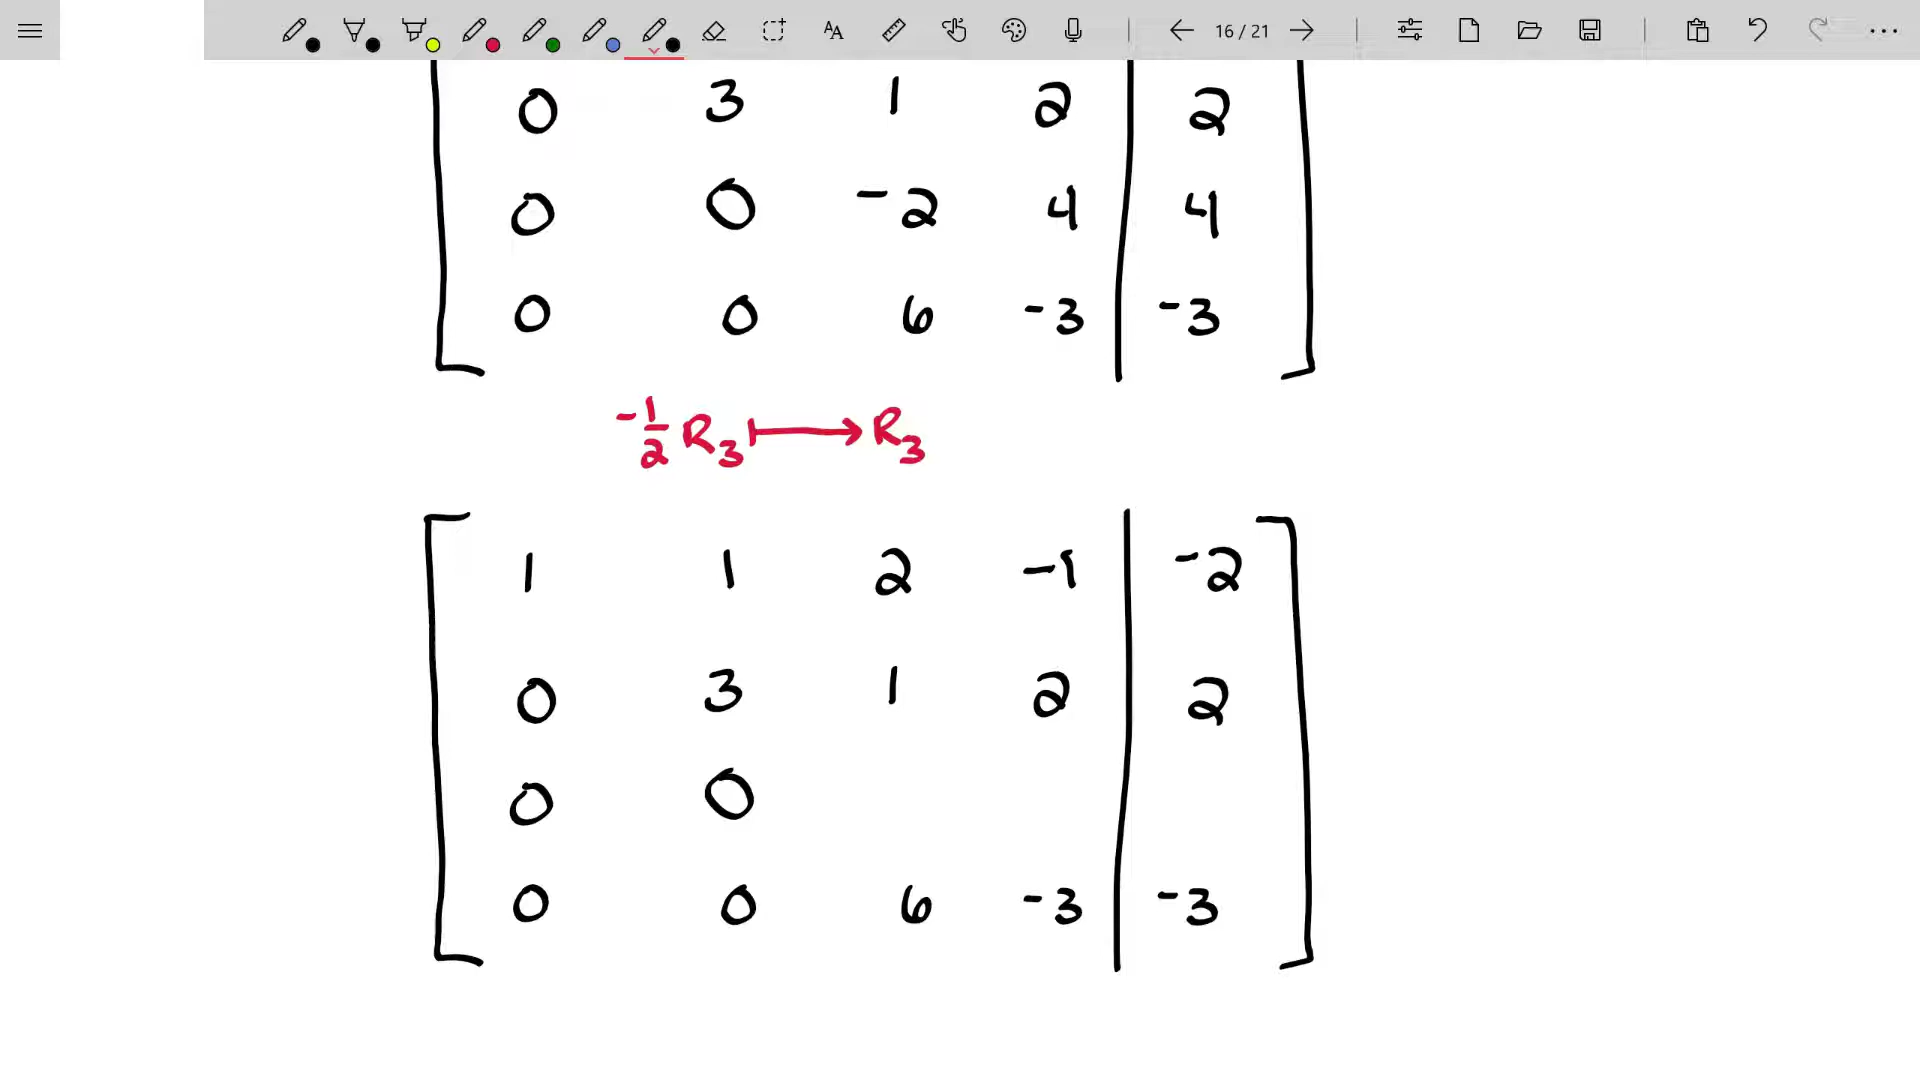 16 / 21
0 3 1 2 | 2
0 0 -2 4 | 4
0 0 6 -3 | -3
-1/2 R₃ ↦ R₃
1 1 2 -1 | -2
0 3 1 2 | 2
0 0
0 0 6 -3 | -3